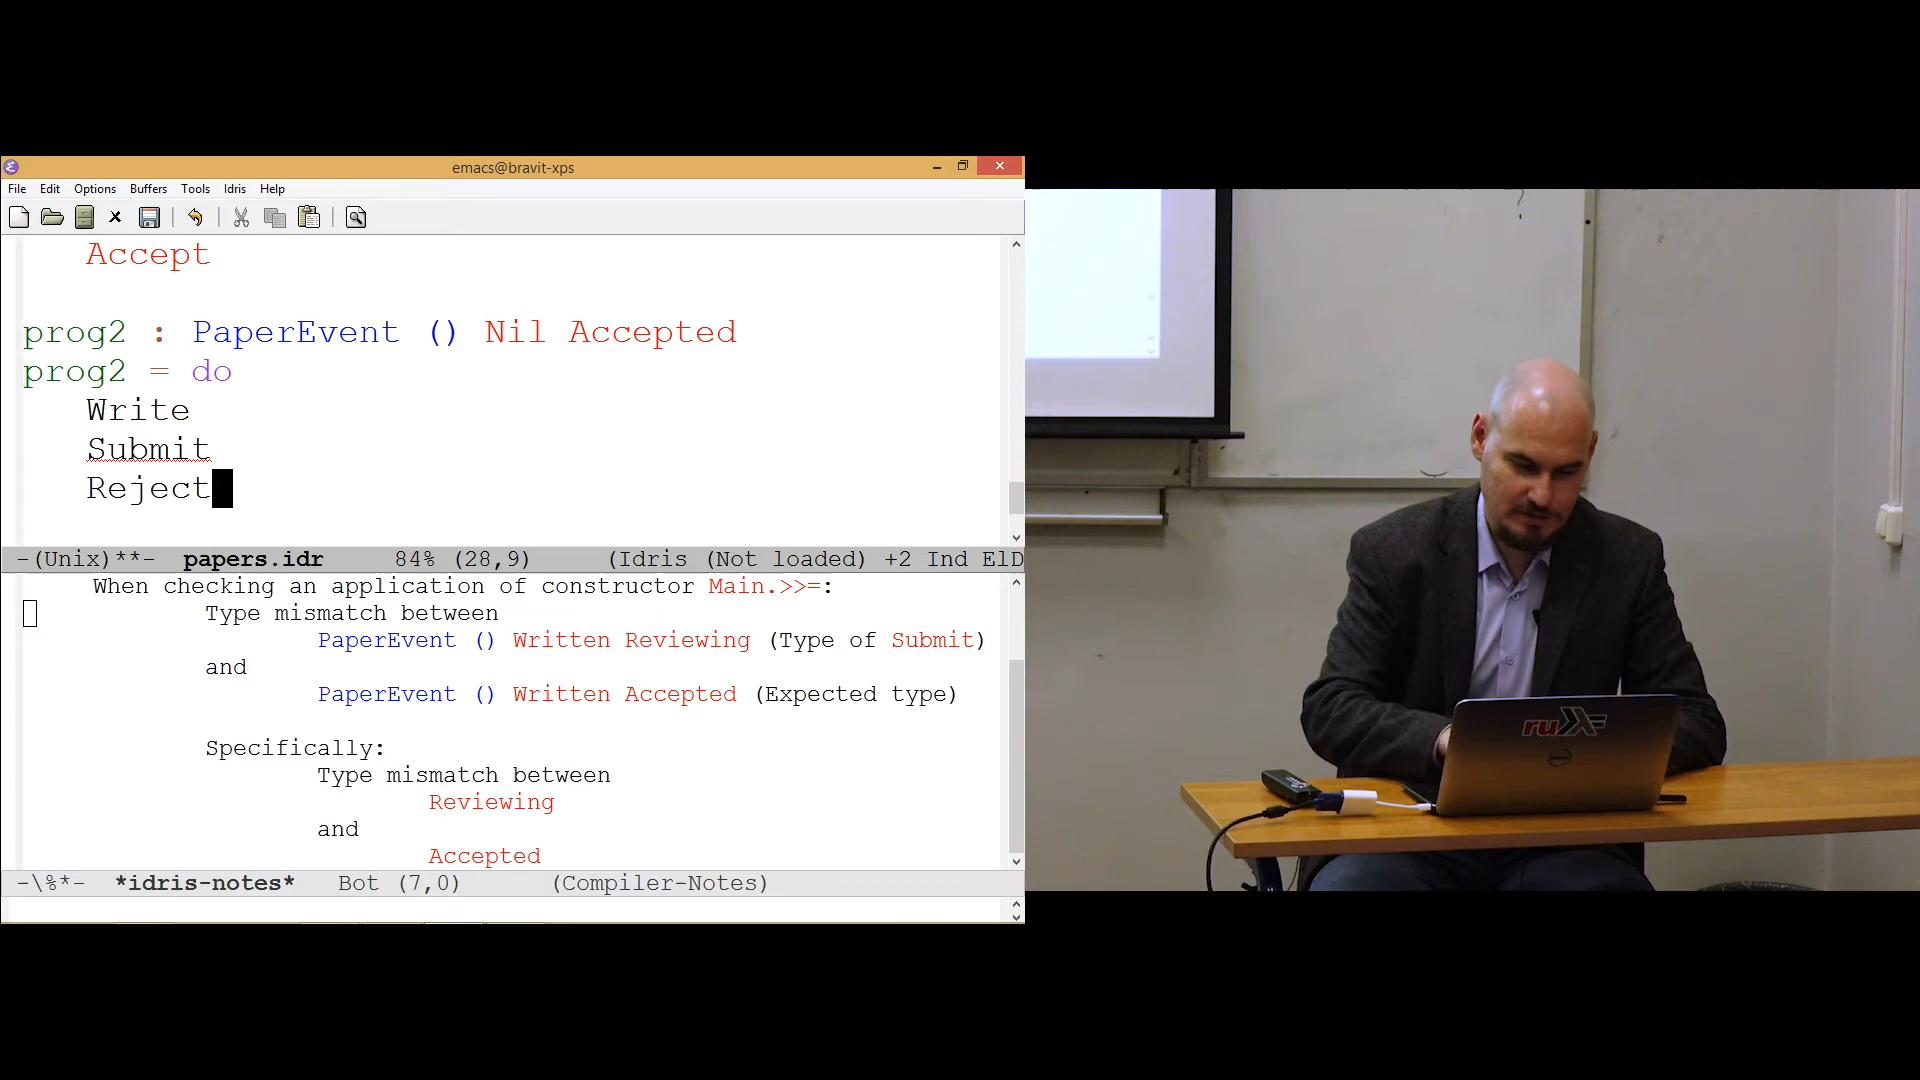 emacs@bravit-xps
File Edit Options Buffers Tools Idris Help
Accept
prog2 : PaperEvent () Nil Accepted
prog2 = do
Write
Submit
Reject
-(Unix)**- papers.idr 84% (28,9) (Idris (Not loaded) +2 Ind ElD
When checking an application of constructor Main.>>=:
Type mismatch between
PaperEvent () Written Reviewing (Type of Submit)
and
PaperEvent () Written Accepted (Expected type)
Specifically:
Type mismatch between
Reviewing
and
Accepted
-\%*- *idris-notes* Bot (7,0) (Compiler-Notes)
ru
DELL